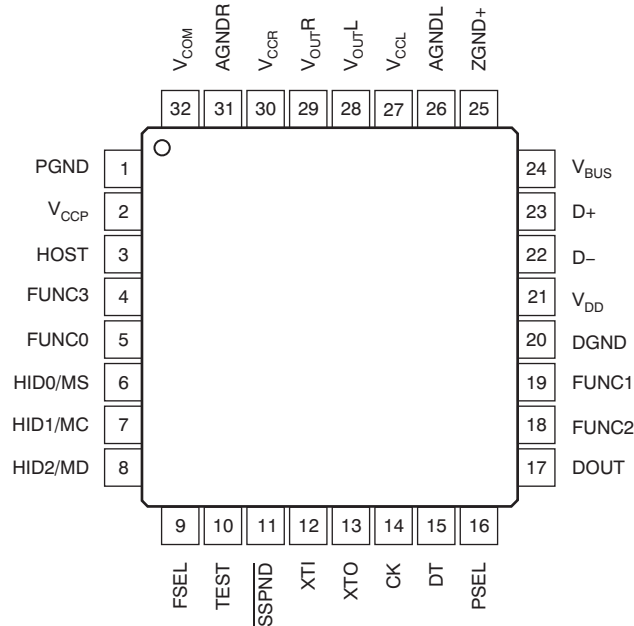 VCOM
AGNDR
VCCR
VOUTR
VOUTL
VCCL
AGNDL
ZGND+
32 31 30 29 28 27 26 25
PGND 1
VCCP 2
HOST 3
FUNC3 4
FUNC0 5
HID0/MS 6
HID1/MC 7
HID2/MD 8
24 VBUS
23 D+
22 D−
21 VDD
20 DGND
19 FUNC1
18 FUNC2
17 DOUT
9 10 11 12 13 14 15 16
FSEL
TEST
SSPND
XTI
XTO
CK
DT
PSEL